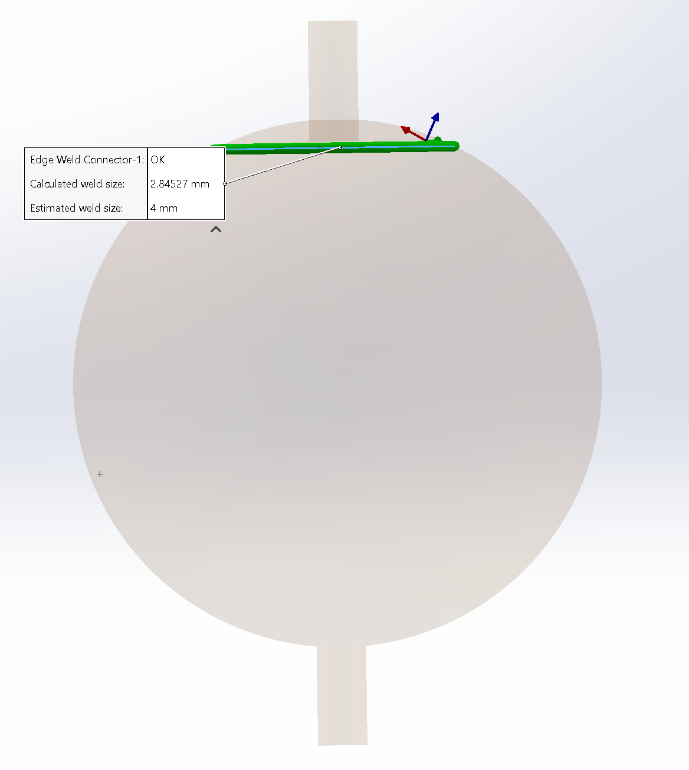 Edge Weld Connector-1: OK
Calculated weld size: 2.84527 mm
Estimated weld size: 4 mm